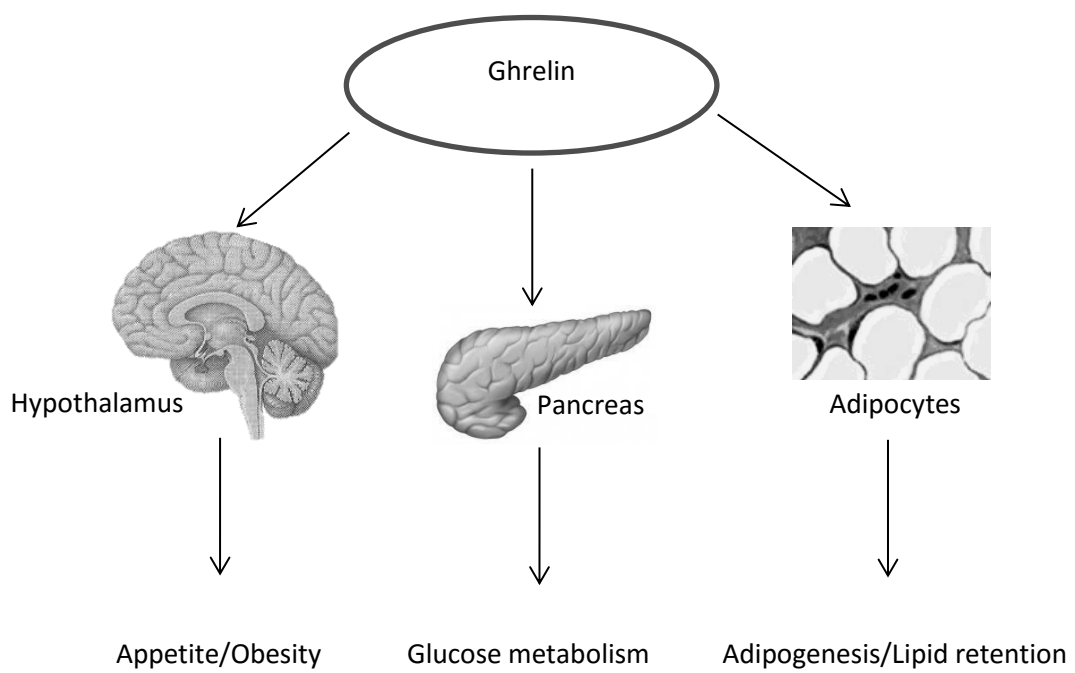 Ghrelin
Hypothalamus
Pancreas
Adipocytes
Appetite/Obesity
Glucose metabolism
Adipogenesis/Lipid retention